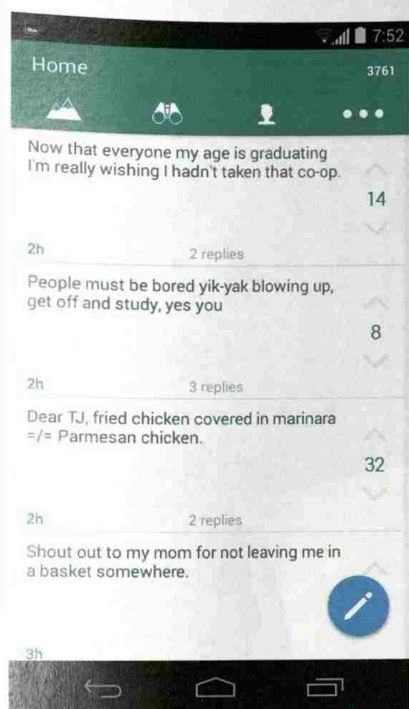 7:52
Home
3761
Now that everyone my age is graduating
I'm really wishing I hadn't taken that co-op.
14
2h
2 replies
People must be bored yik-yak blowing up,
get off and study, yes you
8
2h
3 replies
Dear TJ, fried chicken covered in marinara
=/= Parmesan chicken.
32
2h
2 replies
Shout out to my mom for not leaving me in
a basket somewhere.
3h